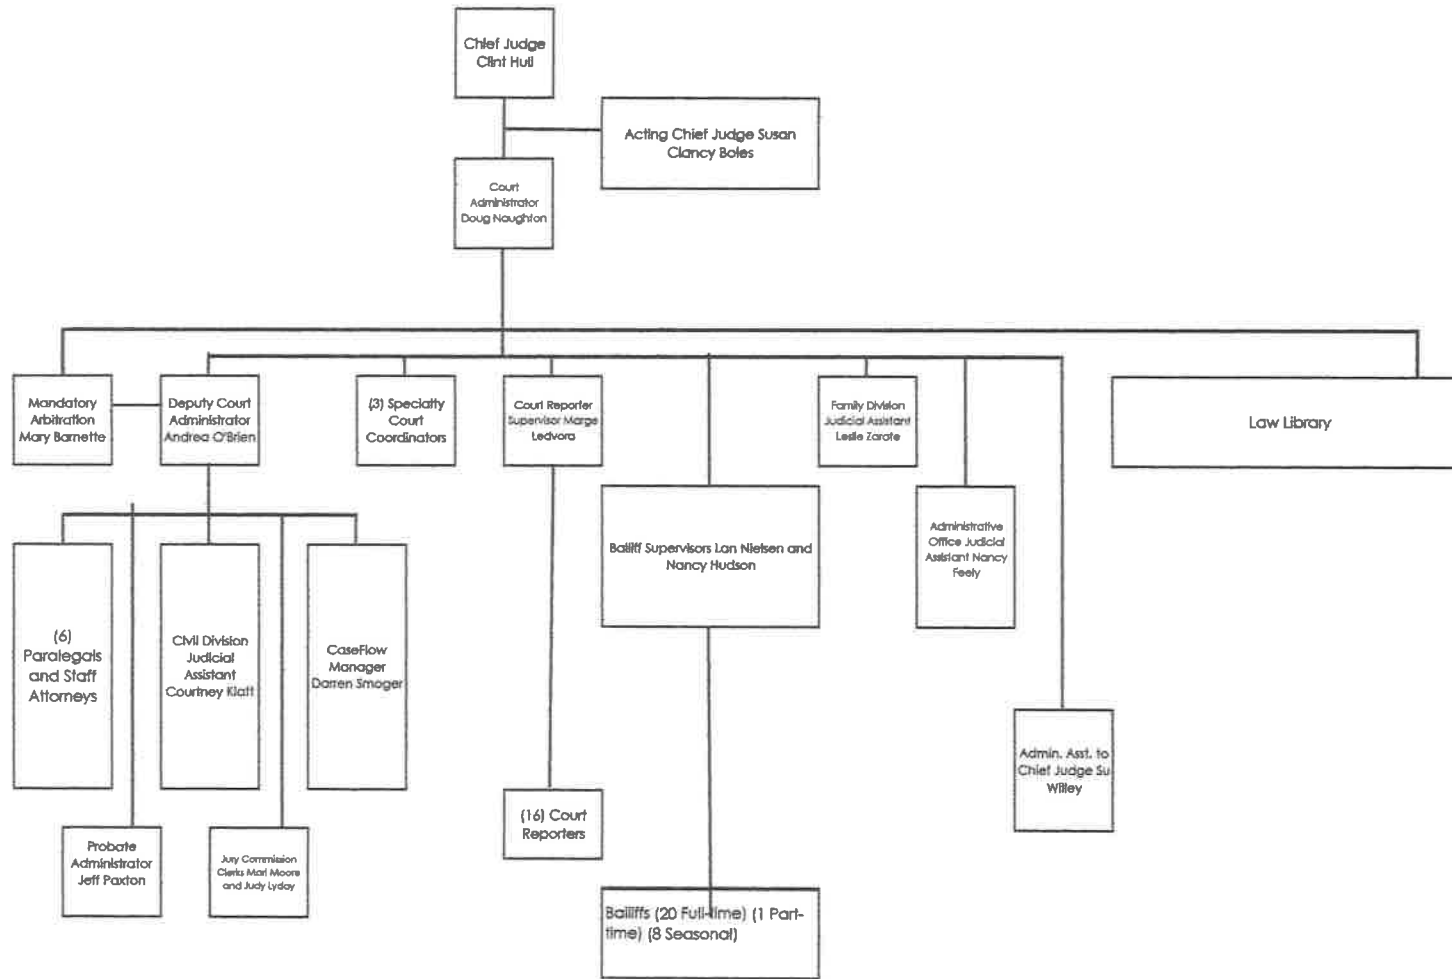 Chief Judge
Clint Hull
Acting Chief Judge Susan
Clancy Boles
Court
Administrator
Doug Naughton
Mandatory
Arbitration
Mary Barnette
Deputy Court
Administrator
Andrea O'Brien
(3) Specialty
Court
Coordinators
Court Reporter
Supervisor Marge
Ledvora
Family Division
Judicial Assistant
Leslie Zarate
Law Library
Bailiff Supervisors Lan Nielsen and
Nancy Hudson
Administrative
Office Judicial
Assistant Nancy
Feely
(6)
Paralegals
and Staff
Attorneys
Civil Division
Judicial
Assistant
Courtney Klatt
CaseFlow
Manager
Darren Smoger
Admin. Asst. to
Chief Judge Su
Willey
(16) Court
Reporters
Probate
Administrator
Jeff Paxton
Jury Commission
Clerks Mari Moore
and Judy Lyday
Bailiffs (20 Full-time) (1 Part-
time) (8 Seasonal)